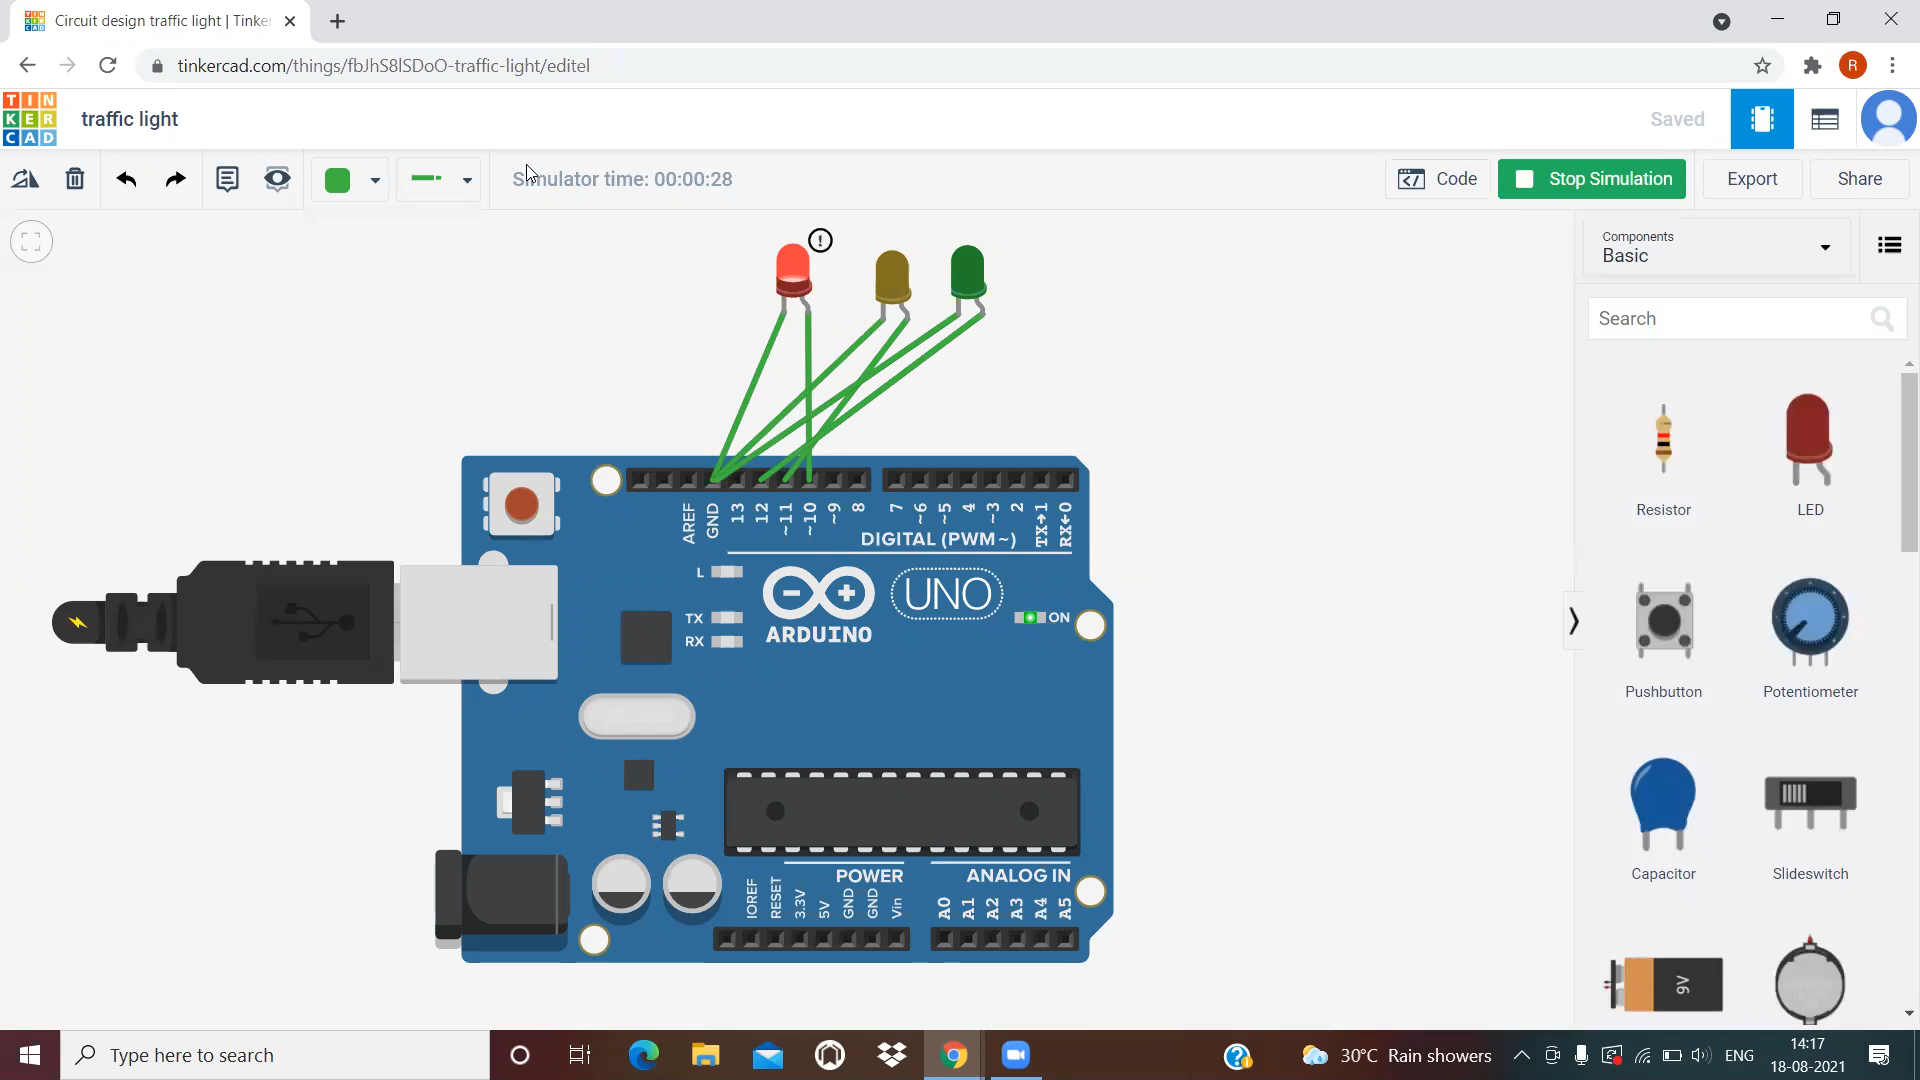 Circuit design traffic light | Tinke
tinkercad.com/things/fbJhS8lSDoO-traffic-light/editel
R
TIN
KER
CAD
traffic light
Saved
Simulator time: 00:00:28
Code
Stop Simulation
Export
Share
Components
Basic
Search
Resistor
LED
Pushbutton
Potentiometer
Capacitor
Slideswitch
9V
AREF
GND
13
12
~11
~10
~9
8
7
~6
~5
4
~3
2
TX→1
RX←0
DIGITAL (PWM~)
L
TX
RX
ARDUINO
UNO
ON
POWER
ANALOG IN
IOREF
RESET
3.3V
5V
GND
GND
Vin
A0
A1
A2
A3
A4
A5
Type here to search
30°C Rain showers
ENG
14:17
18-08-2021